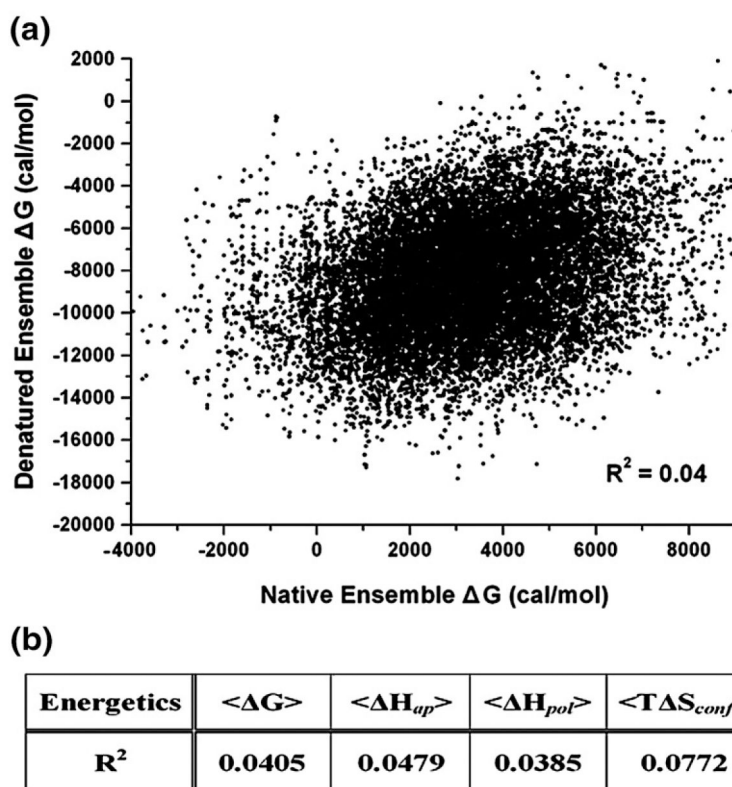 (a)
2000
0
-2000
-4000
-6000
-8000
-10000
-12000
-14000
-16000
-18000
-20000
Denatured Ensemble ΔG (cal/mol)
R² = 0.04
-4000 -2000 0 2000 4000 6000 8000
Native Ensemble ΔG (cal/mol)
(b)
Energetics <ΔG> <ΔH_ap> <ΔH_pol> <TΔS_conf
R² 0.0405 0.0479 0.0385 0.0772